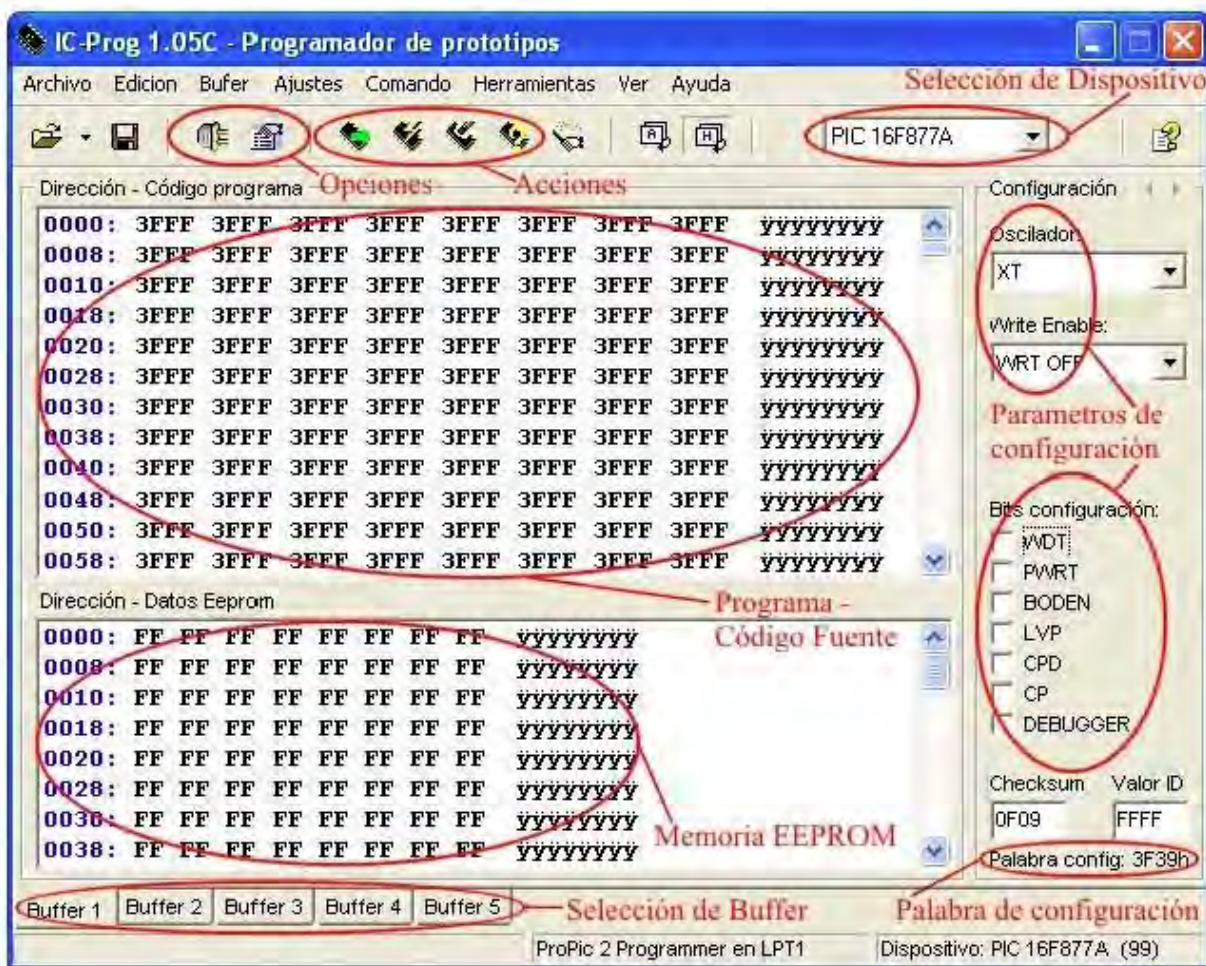 IC-Prog 1.05C - Programador de prototipos
Archivo Edicion Bufer Ajustes Comando Herramientas Ver Ayuda
Selección de Dispositivo
PIC 16F877A
Dirección - Código programa
Opciones
Acciones
Configuración
0000: 3FFF 3FFF 3FFF 3FFF 3FFF 3FFF 3FFF 3FFF ÿÿÿÿÿÿÿÿ
0008: 3FFF 3FFF 3FFF 3FFF 3FFF 3FFF 3FFF 3FFF ÿÿÿÿÿÿÿÿ
0010: 3FFF 3FFF 3FFF 3FFF 3FFF 3FFF 3FFF 3FFF ÿÿÿÿÿÿÿÿ
0018: 3FFF 3FFF 3FFF 3FFF 3FFF 3FFF 3FFF 3FFF ÿÿÿÿÿÿÿÿ
0020: 3FFF 3FFF 3FFF 3FFF 3FFF 3FFF 3FFF 3FFF ÿÿÿÿÿÿÿÿ
0028: 3FFF 3FFF 3FFF 3FFF 3FFF 3FFF 3FFF 3FFF ÿÿÿÿÿÿÿÿ
0030: 3FFF 3FFF 3FFF 3FFF 3FFF 3FFF 3FFF 3FFF ÿÿÿÿÿÿÿÿ
0038: 3FFF 3FFF 3FFF 3FFF 3FFF 3FFF 3FFF 3FFF ÿÿÿÿÿÿÿÿ
0040: 3FFF 3FFF 3FFF 3FFF 3FFF 3FFF 3FFF 3FFF ÿÿÿÿÿÿÿÿ
0048: 3FFF 3FFF 3FFF 3FFF 3FFF 3FFF 3FFF 3FFF ÿÿÿÿÿÿÿÿ
0050: 3FFF 3FFF 3FFF 3FFF 3FFF 3FFF 3FFF 3FFF ÿÿÿÿÿÿÿÿ
0058: 3FFF 3FFF 3FFF 3FFF 3FFF 3FFF 3FFF 3FFF ÿÿÿÿÿÿÿÿ
Oscilador:
XT
Write Enable:
WRT OFF
Parametros de
configuración
Bits configuración:
WDT
PWRT
BODEN
LVP
CPD
CP
DEBUGGER
Dirección - Datos Eeprom
Programa -
Código Fuente
0000: FF FF FF FF FF FF FF FF ÿÿÿÿÿÿÿÿ
0008: FF FF FF FF FF FF FF FF ÿÿÿÿÿÿÿÿ
0010: FF FF FF FF FF FF FF FF ÿÿÿÿÿÿÿÿ
0018: FF FF FF FF FF FF FF FF ÿÿÿÿÿÿÿÿ
0020: FF FF FF FF FF FF FF FF ÿÿÿÿÿÿÿÿ
0028: FF FF FF FF FF FF FF FF ÿÿÿÿÿÿÿÿ
0030: FF FF FF FF FF FF FF FF ÿÿÿÿÿÿÿÿ
0038: FF FF FF FF FF FF FF FF ÿÿÿÿÿÿÿÿ
Memoria EEPROM
Checksum Valor ID
0F09 FFFF
Palabra config: 3F39h
Buffer 1 Buffer 2 Buffer 3 Buffer 4 Buffer 5
Selección de Buffer
Palabra de configuración
ProPic 2 Programmer en LPT1
Dispositivo: PIC 16F877A (99)